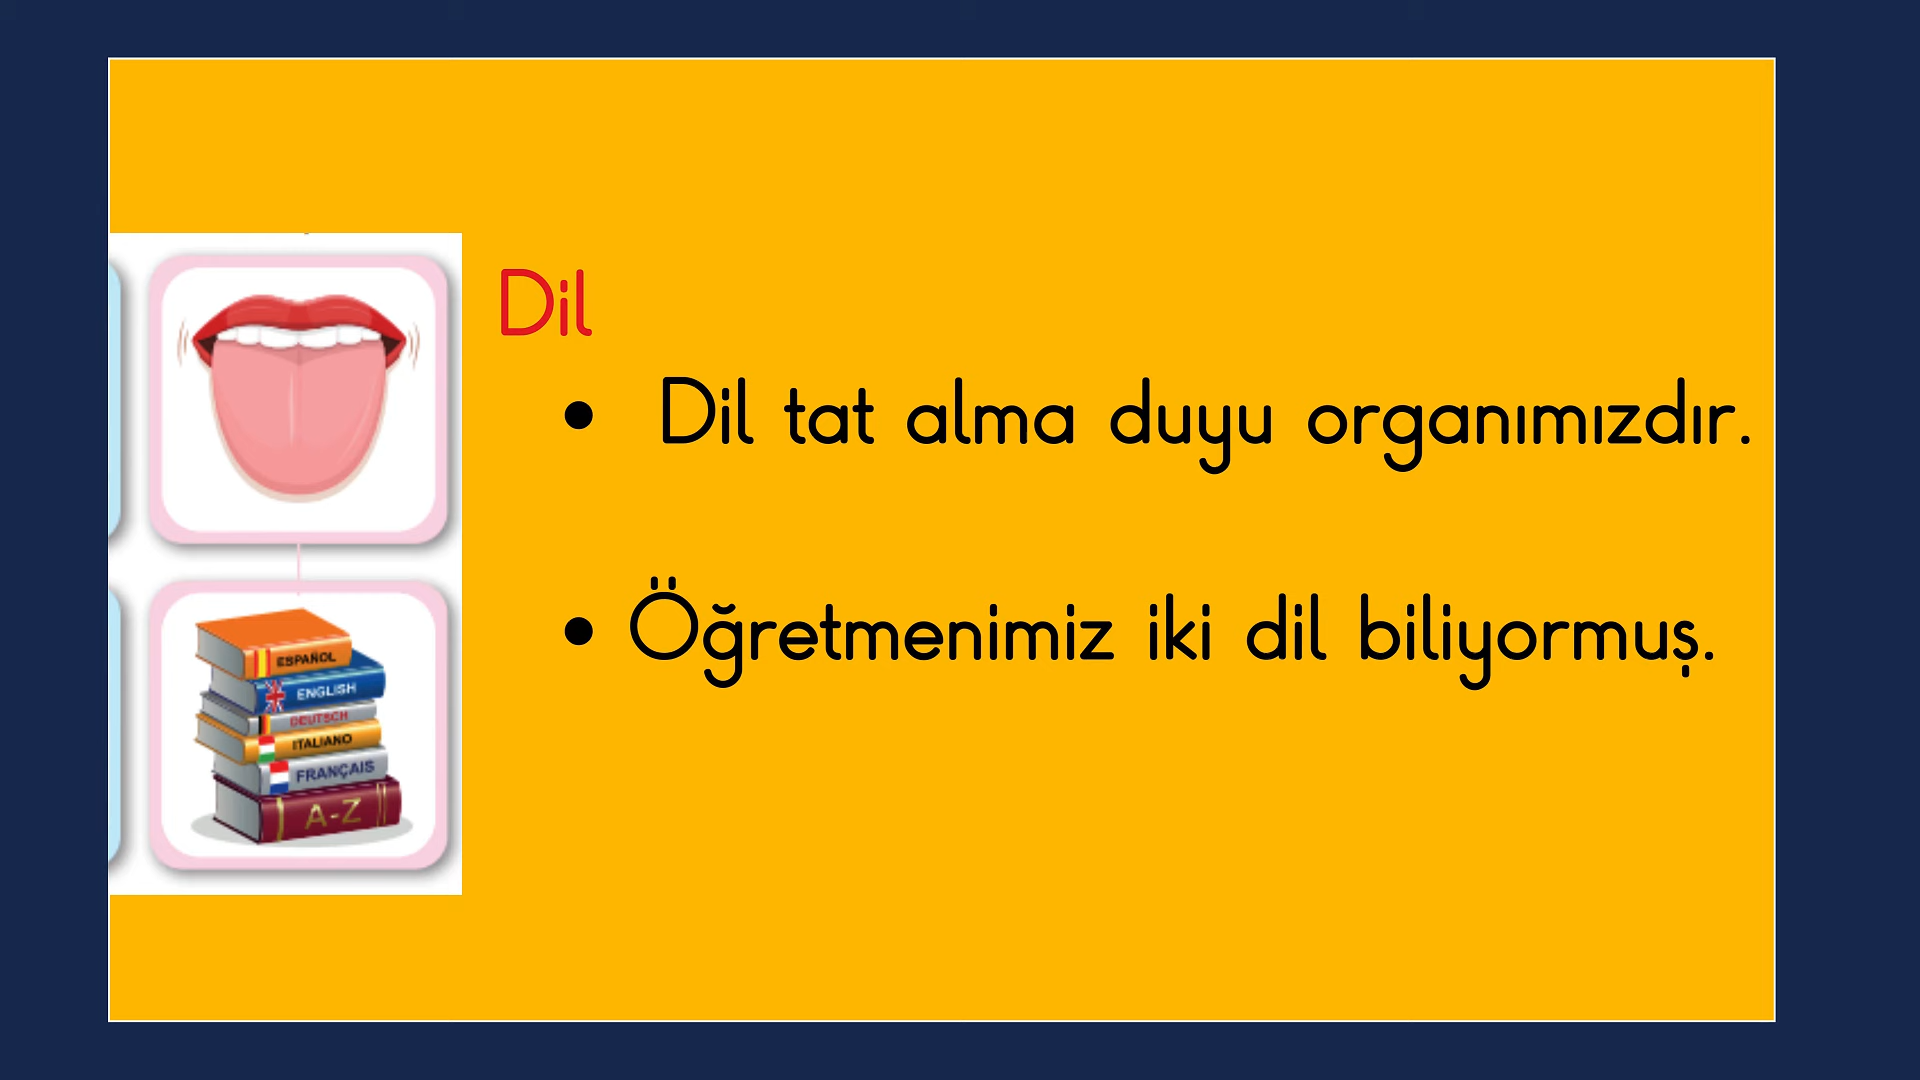 Dil
• Dil tat alma duyu organımızdır.
• Öğretmenimiz iki dil biliyormuş.
ESPAÑOL
ENGLISH
DEUTSCH
ITALIANO
FRANÇAIS
A-Z